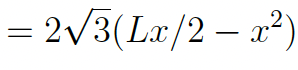 = 2√3(Lx/2 − x²)